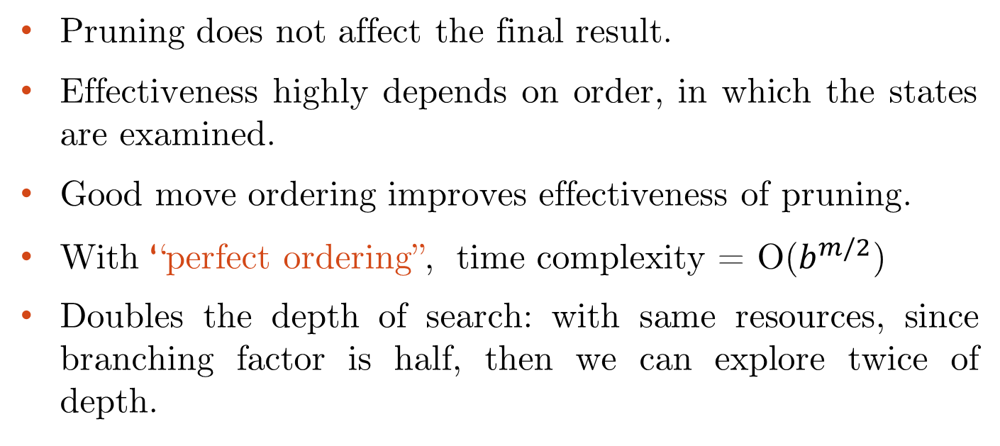 • Pruning does not affect the final result.
• Effectiveness highly depends on order, in which the states
are examined.
• Good move ordering improves effectiveness of pruning.
• With “perfect ordering”, time complexity = O(b^{m/2})
• Doubles the depth of search: with same resources, since
branching factor is half, then we can explore twice of
depth.